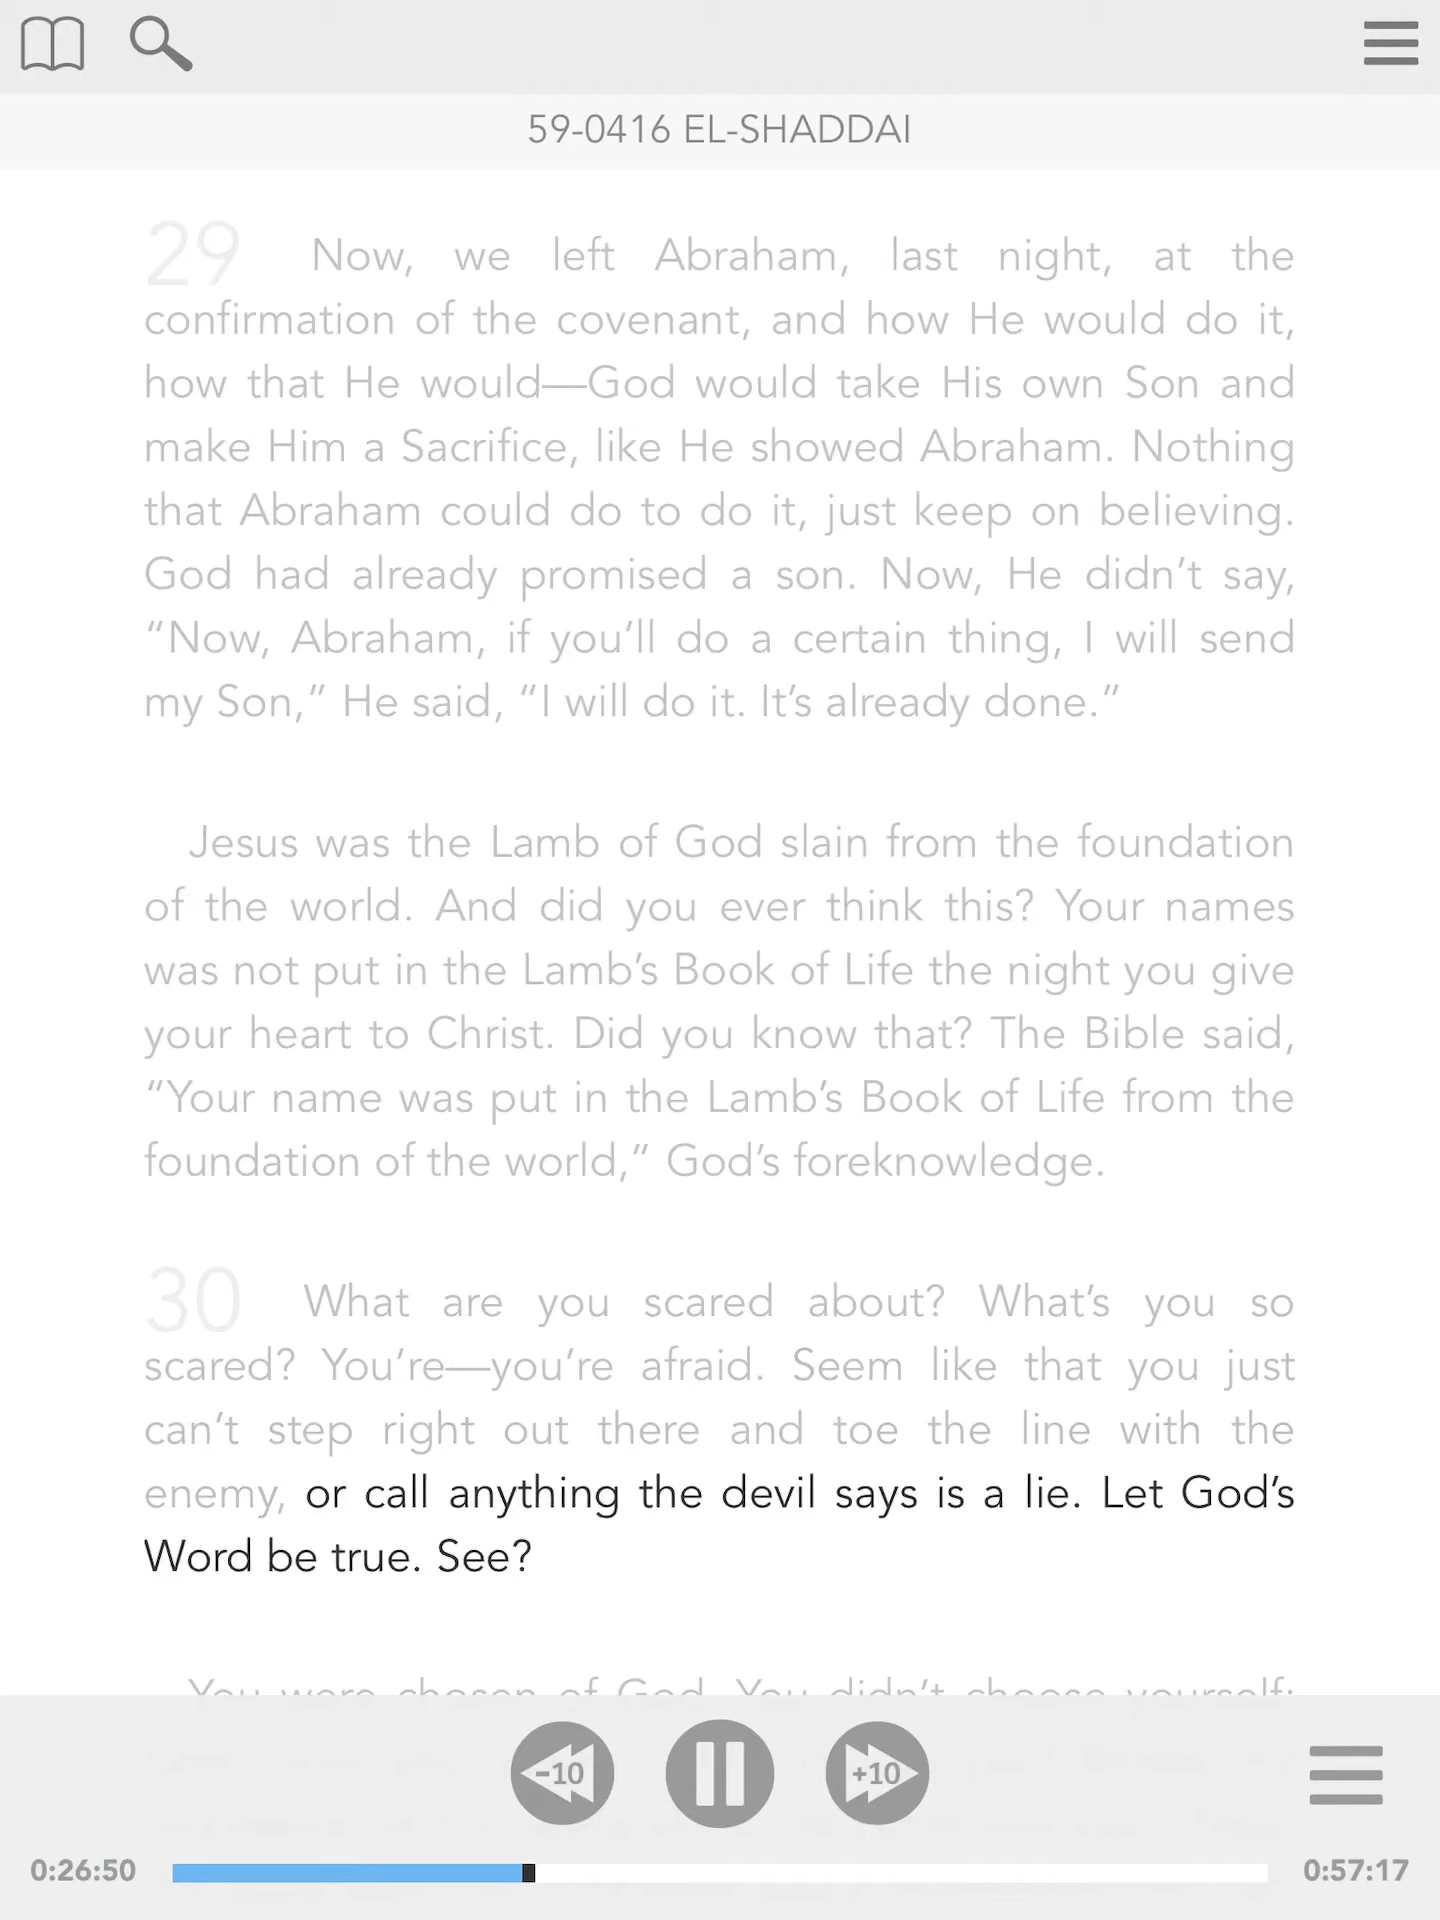 59-0416 EL-SHADDAI
29 Now, we left Abraham, last night, at the
confirmation of the covenant, and how He would do it,
how that He would—God would take His own Son and
make Him a Sacrifice, like He showed Abraham. Nothing
that Abraham could do to do it, just keep on believing.
God had already promised a son. Now, He didn’t say,
“Now, Abraham, if you’ll do a certain thing, I will send
my Son,” He said, “I will do it. It’s already done.”
Jesus was the Lamb of God slain from the foundation
of the world. And did you ever think this? Your names
was not put in the Lamb’s Book of Life the night you give
your heart to Christ. Did you know that? The Bible said,
“Your name was put in the Lamb’s Book of Life from the
foundation of the world,” God’s foreknowledge.
30 What are you scared about? What’s you so
scared? You’re—you’re afraid. Seem like that you just
can’t step right out there and toe the line with the
enemy, or call anything the devil says is a lie. Let God’s
Word be true. See?
You were chosen of God. You didn’t choose yourself;
-10 +10
0:26:50 0:57:17